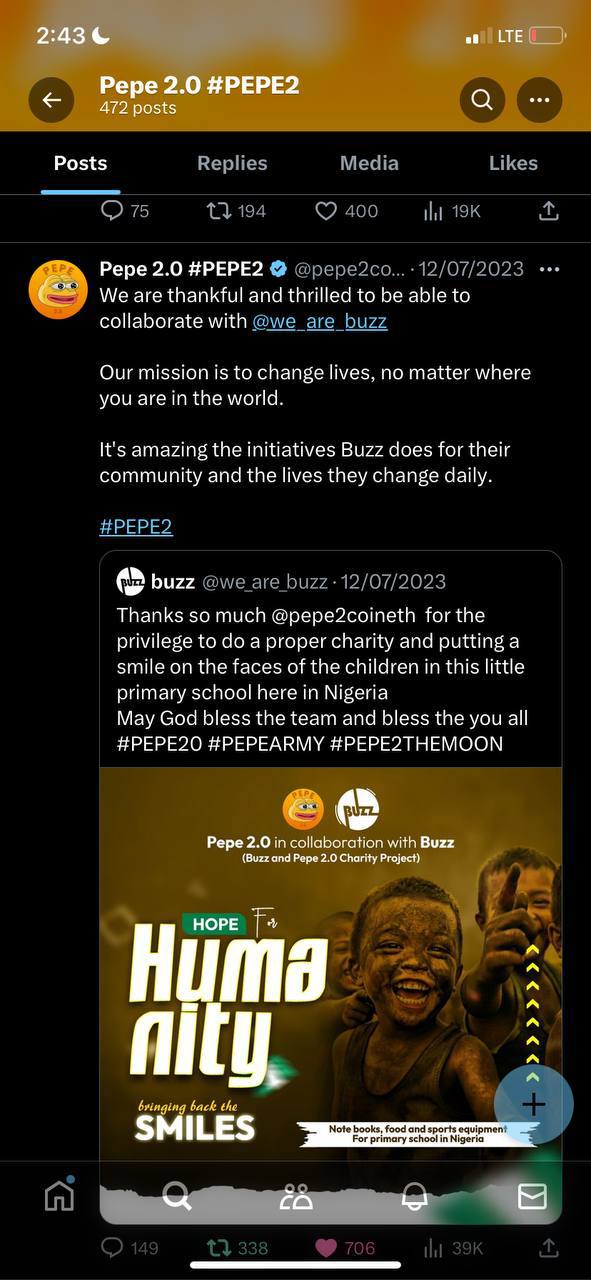 2:43
LTE
Pepe 2.0 #PEPE2
472 posts
Posts Replies Media Likes
75 194 400 19K
Pepe 2.0 #PEPE2 @pepe2co... · 12/07/2023
We are thankful and thrilled to be able to
collaborate with @we_are_buzz
Our mission is to change lives, no matter where
you are in the world.
It's amazing the initiatives Buzz does for their
community and the lives they change daily.
#PEPE2
buzz @we_are_buzz · 12/07/2023
Thanks so much @pepe2coineth for the
privilege to do a proper charity and putting a
smile on the faces of the children in this little
primary school here in Nigeria
May God bless the team and bless the you all
#PEPE20 #PEPEARMY #PEPE2THEMOON
BUZZ
Pepe 2.0 in collaboration with Buzz
(Buzz and Pepe 2.0 Charity Project)
HOPE For
Huma
nity
bringing back the
SMILES
Note books, food and sports equipment
For primary school in Nigeria
149 338 706 39K